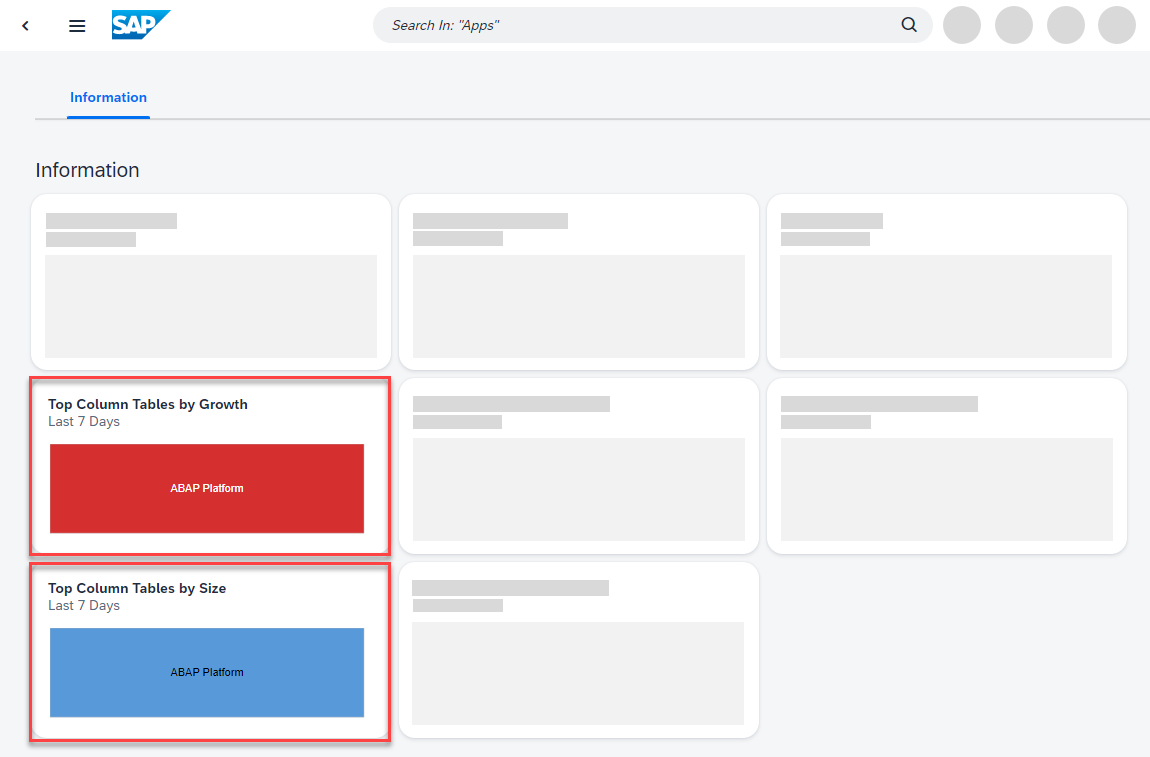 SAP
Search In: "Apps"
Information
Information
Top Column Tables by Growth
Last 7 Days
ABAP Platform
Top Column Tables by Size
Last 7 Days
ABAP Platform